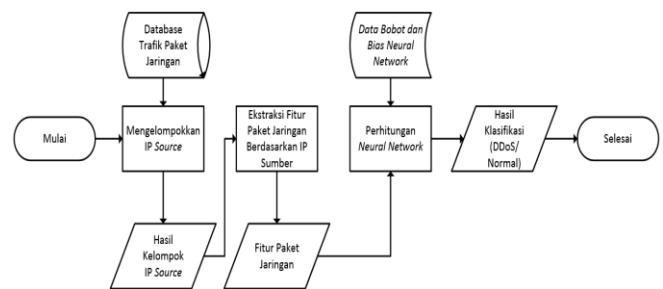 Database
Trafik Paket
Jaringan
Data Bobot dan
Bias Neural
Network
Mulai
Mengelompokkan
IP Source
Ekstraksi Fitur
Paket Jaringan
Berdasarkan IP
Sumber
Perhitungan
Neural Network
Hasil
Klasifikasi
(DDoS/
Normal)
Selesai
Hasil
Kelompok
IP Source
Fitur Paket
Jaringan